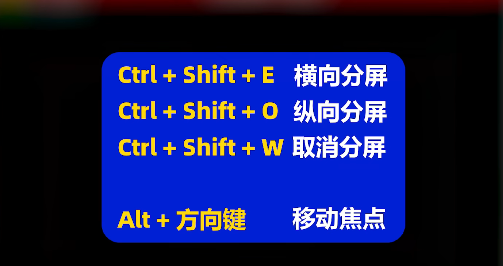 Ctrl + Shift + E 横向分屏
Ctrl + Shift + O 纵向分屏
Ctrl + Shift + W 取消分屏
Alt + 方向键 移动焦点